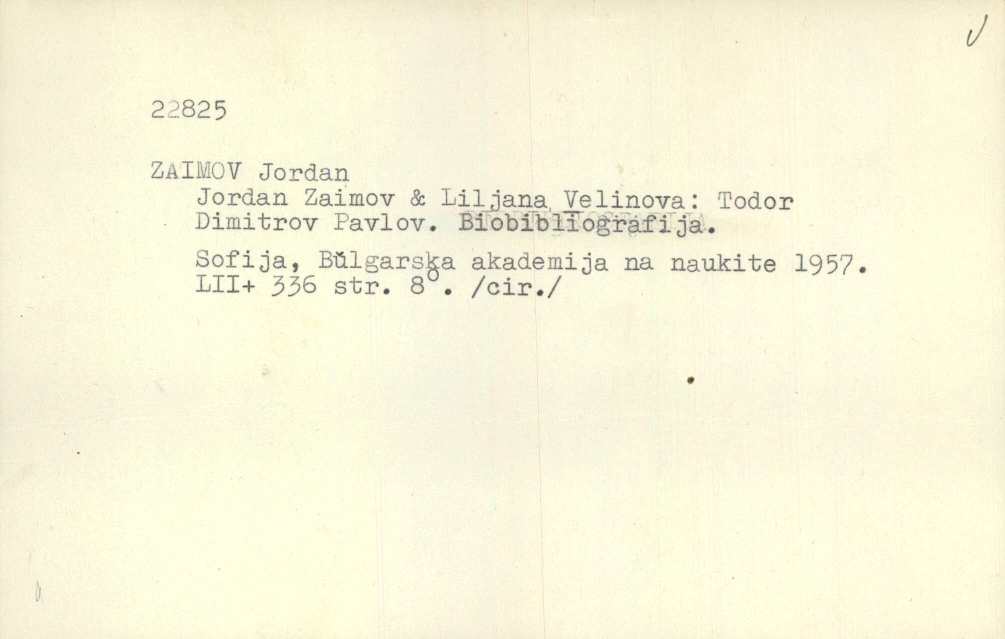 22825
ZAIMOV Jordan
Jordan Zaimov & Liljana Velinova: Todor
Dimitrov Pavlov. Biobibliografija.
Sofija, Bŭlgarska akademija na naukite 1957.
LII+ 336 str. 8°. /cir./